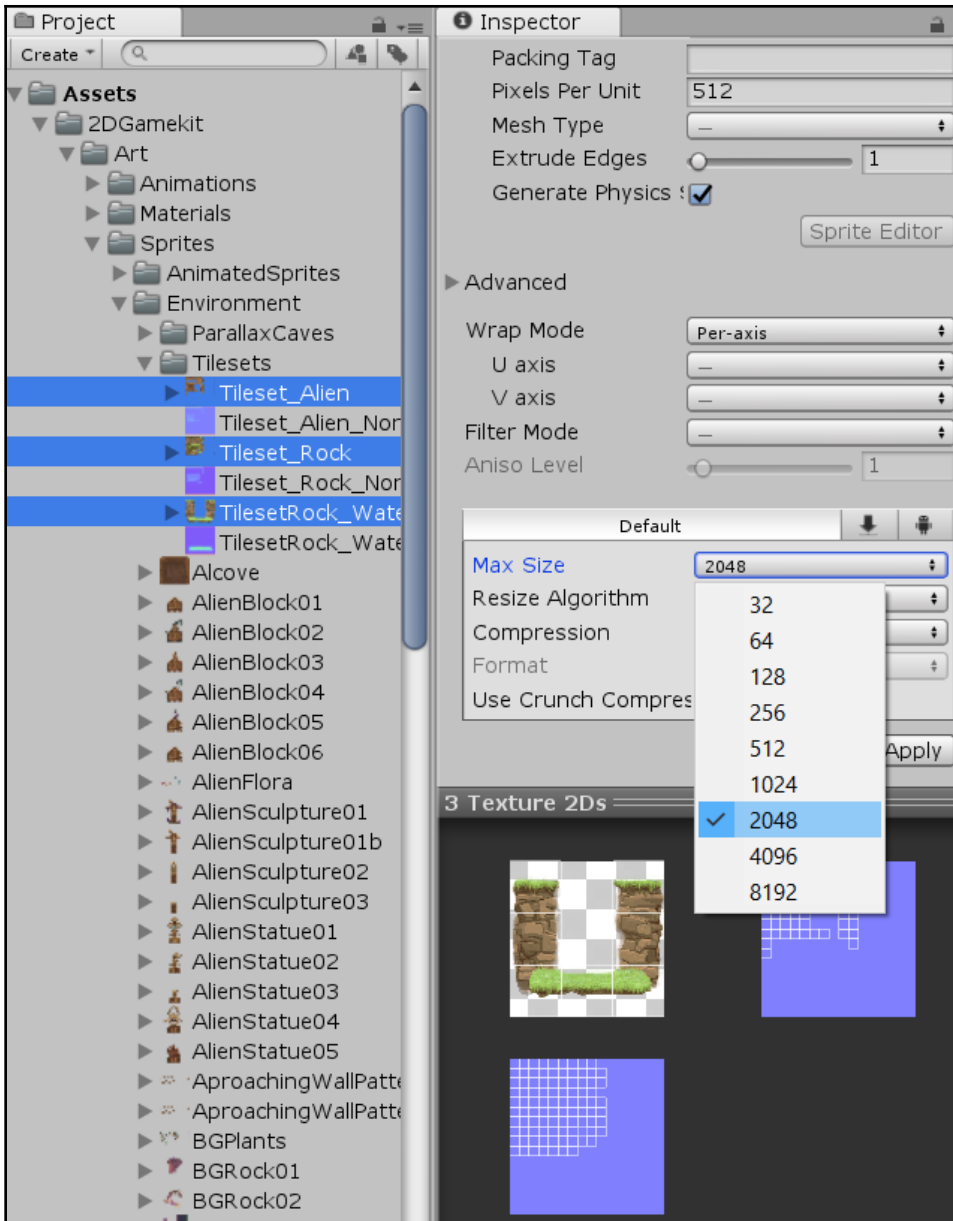 Project
Create
Assets
2DGamekit
Art
Animations
Materials
Sprites
AnimatedSprites
Environment
ParallaxCaves
Tilesets
Tileset_Alien
Tileset_Alien_Nor
Tileset_Rock
Tileset_Rock_Nor
TilesetRock_Wate
TilesetRock_Wate
Alcove
AlienBlock01
AlienBlock02
AlienBlock03
AlienBlock04
AlienBlock05
AlienBlock06
AlienFlora
AlienSculpture01
AlienSculpture01b
AlienSculpture02
AlienSculpture03
AlienStatue01
AlienStatue02
AlienStatue03
AlienStatue04
AlienStatue05
AproachingWallPatte
AproachingWallPatte
BGPlants
BGRock01
BGRock02
Inspector
Packing Tag
Pixels Per Unit 512
Mesh Type —
Extrude Edges 1
Generate Physics S
Sprite Editor
Advanced
Wrap Mode Per-axis
U axis —
V axis —
Filter Mode —
Aniso Level 1
Default
Max Size 2048
Resize Algorithm
Compression
Format
Use Crunch Compres
32
64
128
256
512
1024
2048
4096
8192
Apply
3 Texture 2Ds